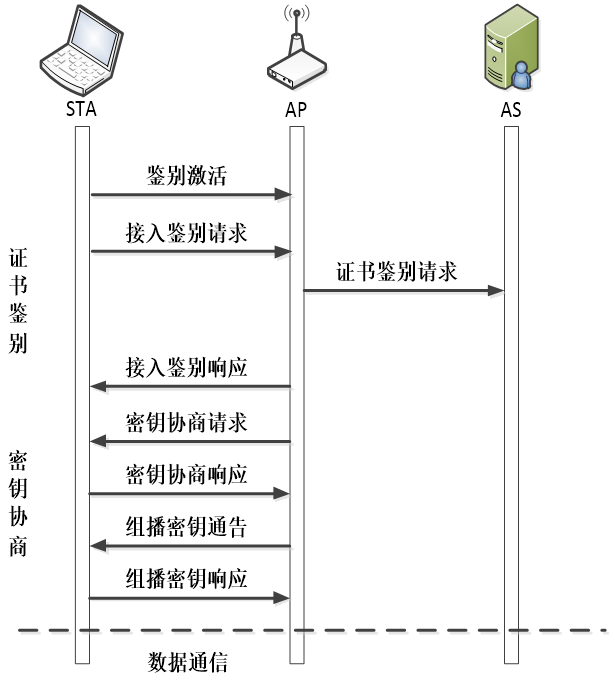 STA
AP
AS
鉴别激活
接入鉴别请求
证书鉴别请求
证书鉴别
接入鉴别响应
密钥协商请求
密钥协商响应
密钥协商
组播密钥通告
组播密钥响应
数据通信